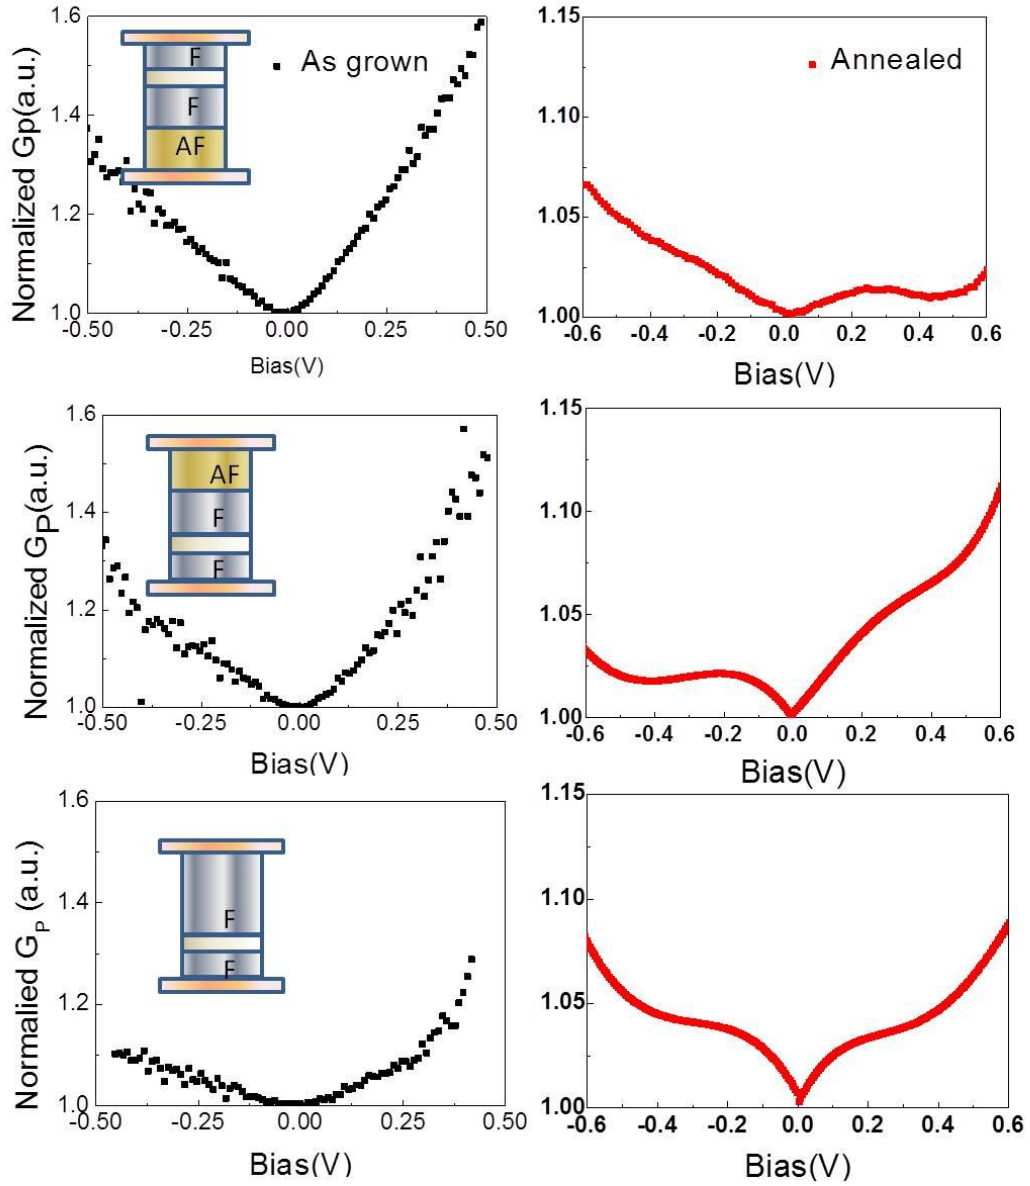 Normalized Gp(a.u.)
1.6
1.4
1.2
1.0
F
F
AF
As grown
-0.50 -0.25 0.00 0.25 0.50
Bias(V)
1.15
1.10
1.05
1.00
Annealed
-0.6 -0.4 -0.2 0.0 0.2 0.4 0.6
Bias(V)
Normalized GP(a.u.)
1.6
1.4
1.2
1.0
AF
F
F
-0.50 -0.25 0.00 0.25 0.50
Bias(V)
1.15
1.10
1.05
1.00
-0.6 -0.4 -0.2 0.0 0.2 0.4 0.6
Bias(V)
Normalied GP (a.u.)
1.6
1.4
1.2
1.0
F
F
-0.50 -0.25 0.00 0.25 0.50
Bias(V)
1.15
1.10
1.05
1.00
-0.6 -0.4 -0.2 0.0 0.2 0.4 0.6
Bias(V)